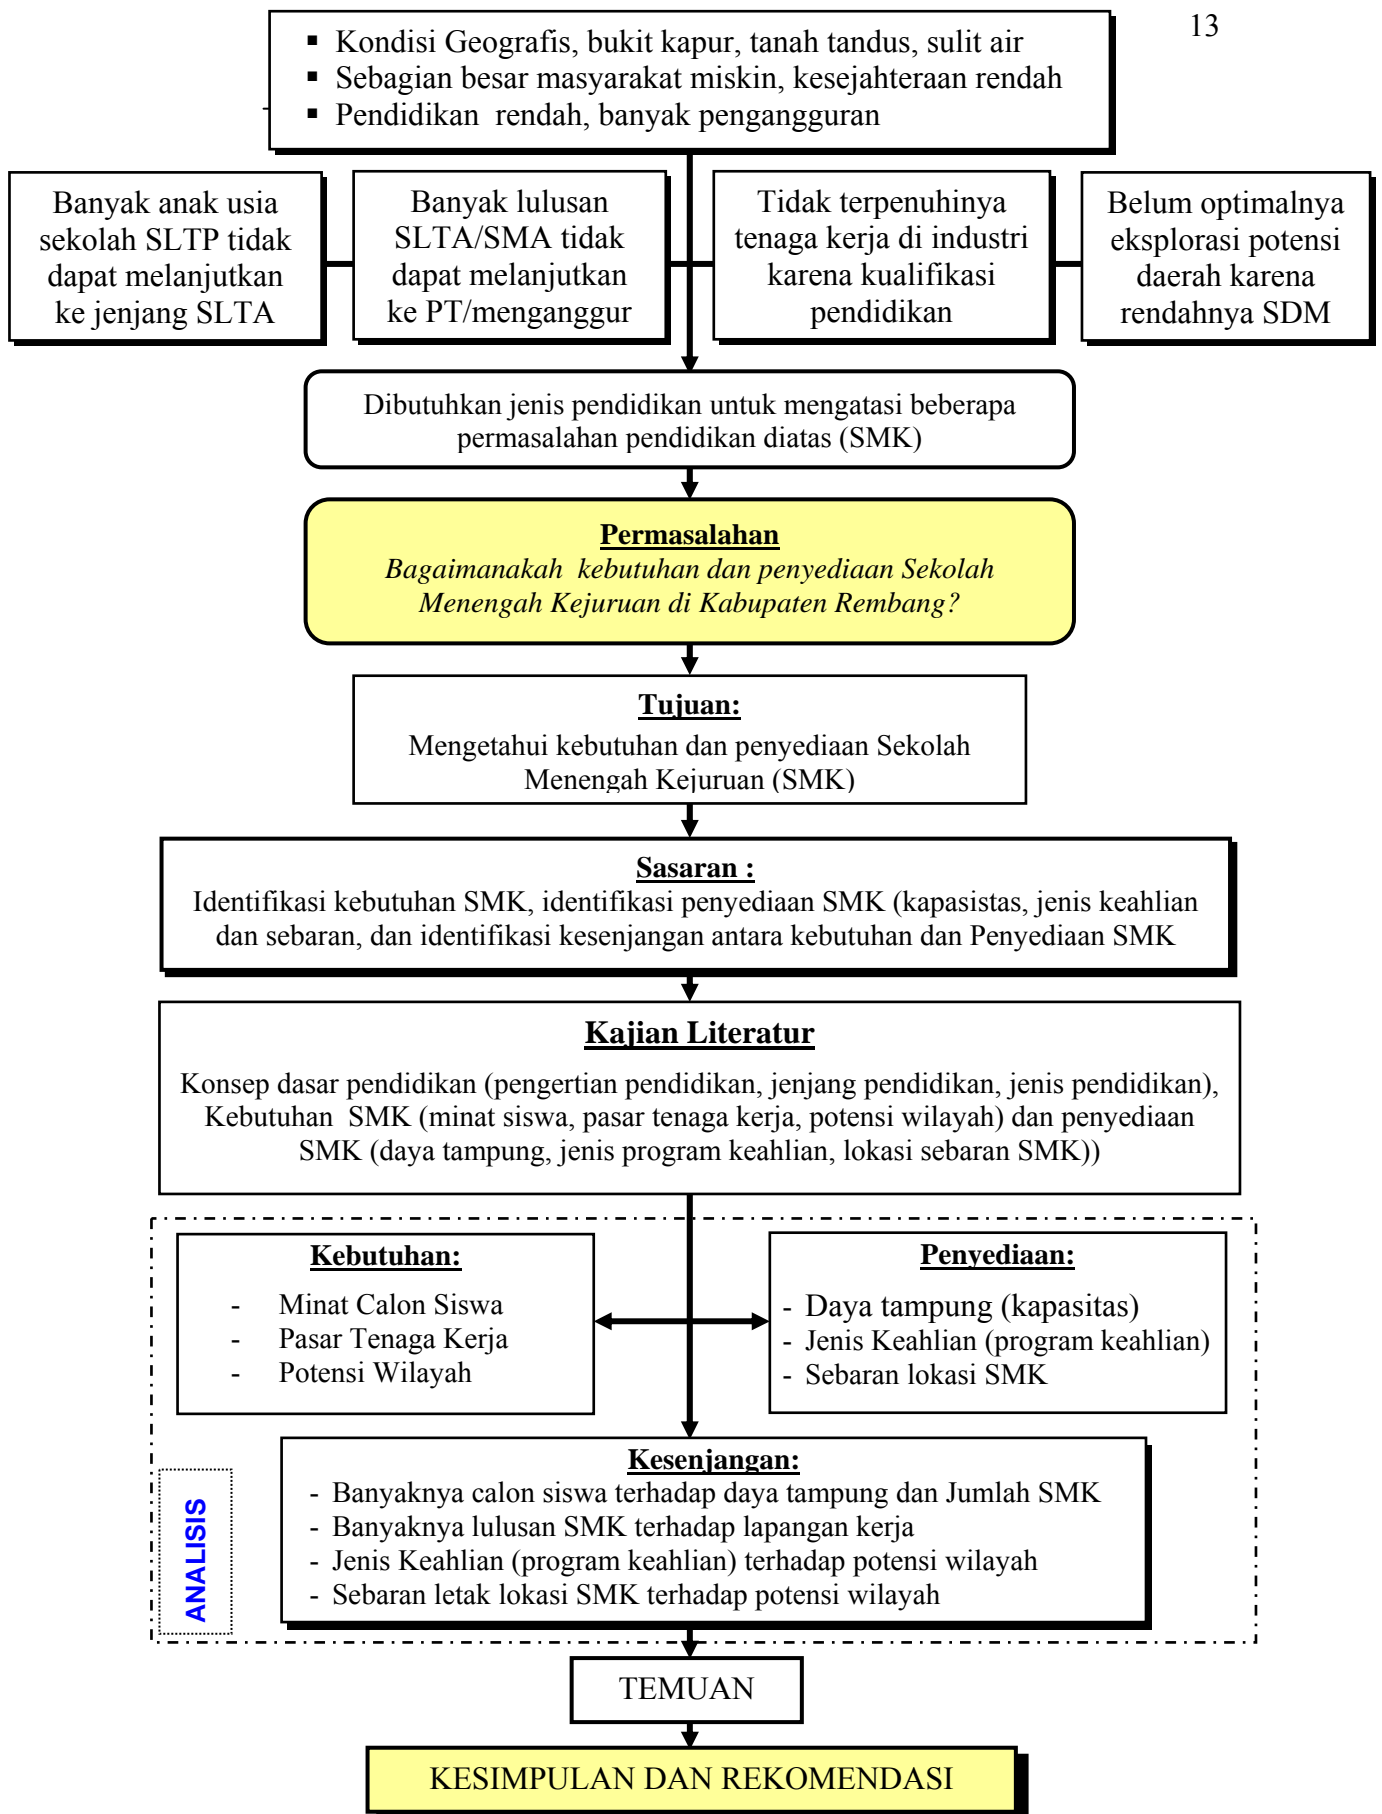 13
▪ Kondisi Geografis, bukit kapur, tanah tandus, sulit air
▪ Sebagian besar masyarakat miskin, kesejahteraan rendah
▪ Pendidikan rendah, banyak pengangguran
Banyak anak usia
sekolah SLTP tidak
dapat melanjutkan
ke jenjang SLTA
Banyak lulusan
SLTA/SMA tidak
dapat melanjutkan
ke PT/menganggur
Tidak terpenuhinya
tenaga kerja di industri
karena kualifikasi
pendidikan
Belum optimalnya
eksplorasi potensi
daerah karena
rendahnya SDM
Dibutuhkan jenis pendidikan untuk mengatasi beberapa
permasalahan pendidikan diatas (SMK)
Permasalahan
Bagaimanakah kebutuhan dan penyediaan Sekolah
Menengah Kejuruan di Kabupaten Rembang?
Tujuan:
Mengetahui kebutuhan dan penyediaan Sekolah
Menengah Kejuruan (SMK)
Sasaran :
Identifikasi kebutuhan SMK, identifikasi penyediaan SMK (kapasistas, jenis keahlian
dan sebaran, dan identifikasi kesenjangan antara kebutuhan dan Penyediaan SMK
Kajian Literatur
Konsep dasar pendidikan (pengertian pendidikan, jenjang pendidikan, jenis pendidikan),
Kebutuhan SMK (minat siswa, pasar tenaga kerja, potensi wilayah) dan penyediaan
SMK (daya tampung, jenis program keahlian, lokasi sebaran SMK))
Kebutuhan:
- Minat Calon Siswa
- Pasar Tenaga Kerja
- Potensi Wilayah
Penyediaan:
- Daya tampung (kapasitas)
- Jenis Keahlian (program keahlian)
- Sebaran lokasi SMK
Kesenjangan:
- Banyaknya calon siswa terhadap daya tampung dan Jumlah SMK
- Banyaknya lulusan SMK terhadap lapangan kerja
- Jenis Keahlian (program keahlian) terhadap potensi wilayah
- Sebaran letak lokasi SMK terhadap potensi wilayah
ANALISIS
TEMUAN
KESIMPULAN DAN REKOMENDASI